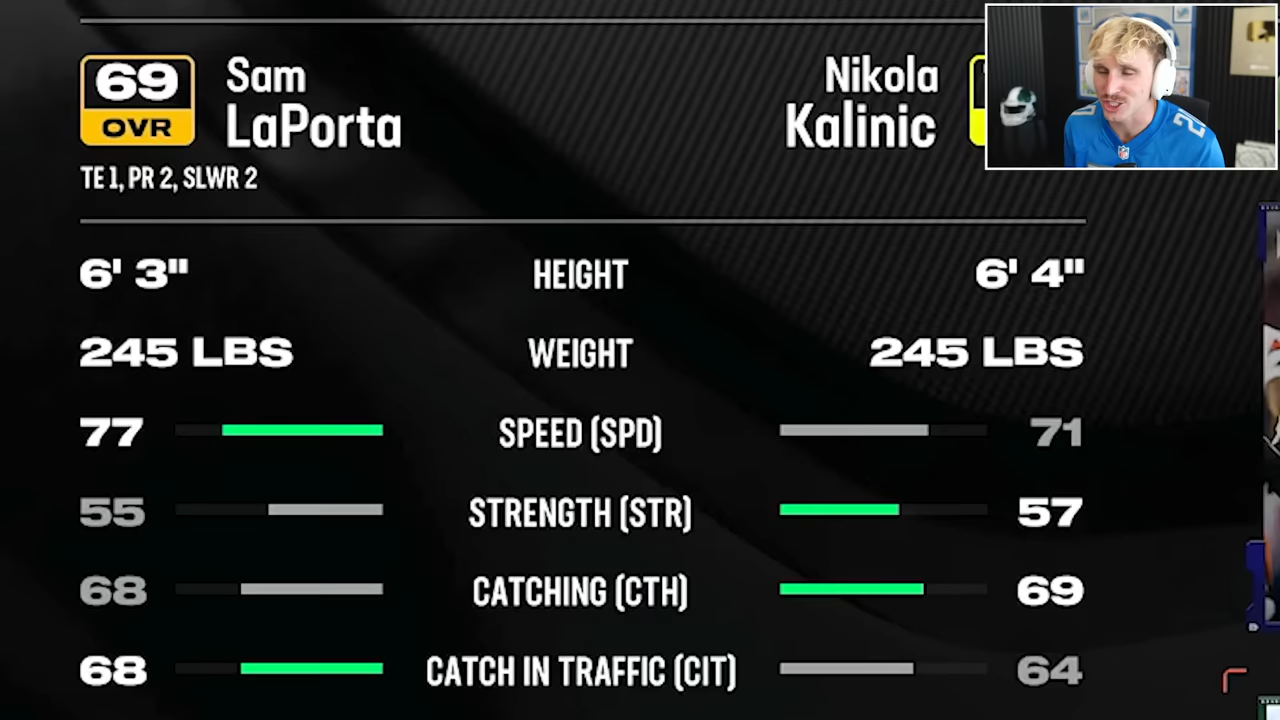 69 Sam Nikola
OVR LaPorta Kalinic
TE 1, PR 2, SLWR 2
6' 3" HEIGHT 6' 4"
245 LBS WEIGHT 245 LBS
77 SPEED (SPD) 71
55 STRENGTH (STR) 57
68 CATCHING (CTH) 69
68 CATCH IN TRAFFIC (CIT) 64